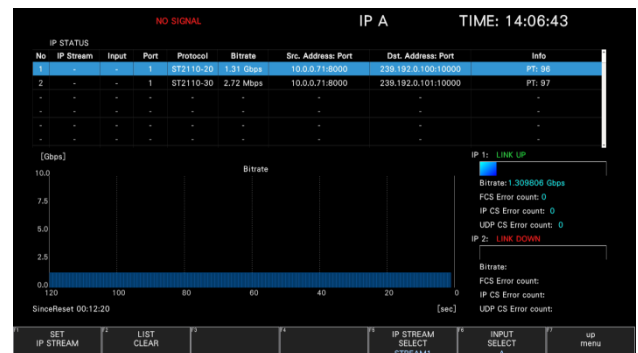 NO SIGNAL IP A TIME: 14:06:43
IP STATUS
No IP Stream Input Port Protocol Bitrate Src. Address: Port Dst. Address: Port Info
1 - - 1 ST2110-20 1.31 Gbps 10.0.0.71:8000 239.192.0.100:10000 PT: 96
2 - - 1 ST2110-30 2.72 Mbps 10.0.0.71:8000 239.192.0.101:10000 PT: 97
- - - - - - - - -
- - - - - - - - -
- - - - - - - - -
[Gbps]
Bitrate
10.0
7.5
5.0
2.5
0.0
120 100 80 60 40 20 0
SinceReset 00:12:20 [sec]
IP 1: LINK UP
Bitrate: 1.309806 Gbps
FCS Error count: 0
IP CS Error count: 0
UDP CS Error count: 0
IP 2: LINK DOWN
Bitrate:
FCS Error count:
IP CS Error count:
UDP CS Error count:
F1 SET IP STREAM
F2 LIST CLEAR
F3
F4
F5 IP STREAM SELECT STREAM1
F6 INPUT SELECT A
F7 up menu